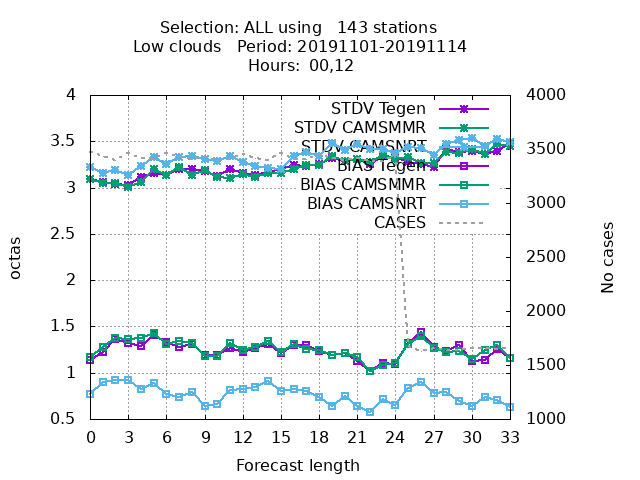 Selection: ALL using   143 stations
Low clouds   Period: 20191101-20191114
Hours:  00,12
STDV Tegen
STDV CAMSMMR
STDV CAMSNRT
BIAS Tegen
BIAS CAMSMMR
BIAS CAMSNRT
CASES
4
3.5
3
2.5
2
1.5
1
0.5
octas
4000
3500
3000
2500
2000
1500
1000
No cases
0 3 6 9 12 15 18 21 24 27 30 33
Forecast length